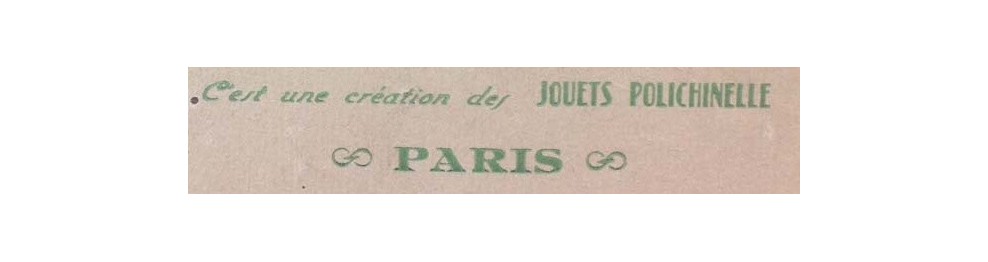 C'est une création des JOUETS POLICHINELLE
PARIS